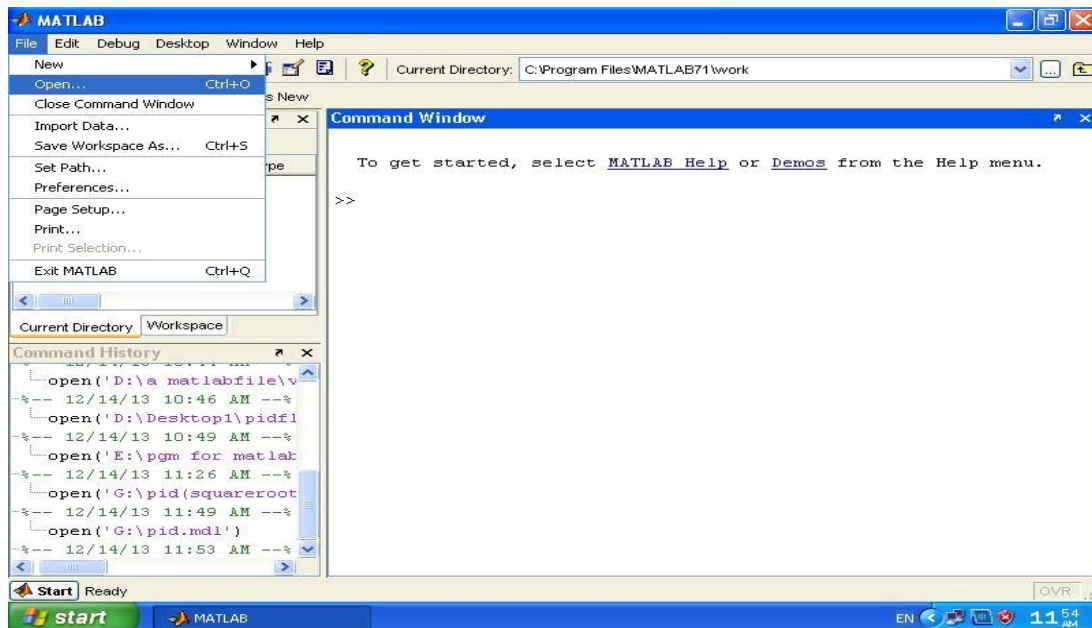 MATLAB
File Edit Debug Desktop Window Help
New
Open... Ctrl+O
Close Command Window
Import Data...
Save Workspace As... Ctrl+S
Set Path...
Preferences...
Page Setup...
Print...
Print Selection...
Exit MATLAB Ctrl+Q
Current Directory: C:\Program Files\MATLAB71\work
s New
pe
Command Window
To get started, select MATLAB Help or Demos from the Help menu.
>>
Current Directory Workspace
Command History
open('D:\a matlabfile\v
%-- 12/14/13 10:46 AM --%
open('D:\Desktop1\pidfl
%-- 12/14/13 10:49 AM --%
open('E:\pgm for matlab
%-- 12/14/13 11:26 AM --%
open('G:\pid(squareroot
%-- 12/14/13 11:49 AM --%
open('G:\pid.mdl')
%-- 12/14/13 11:53 AM --%
Start Ready
OVR
start MATLAB EN 11 54 AM